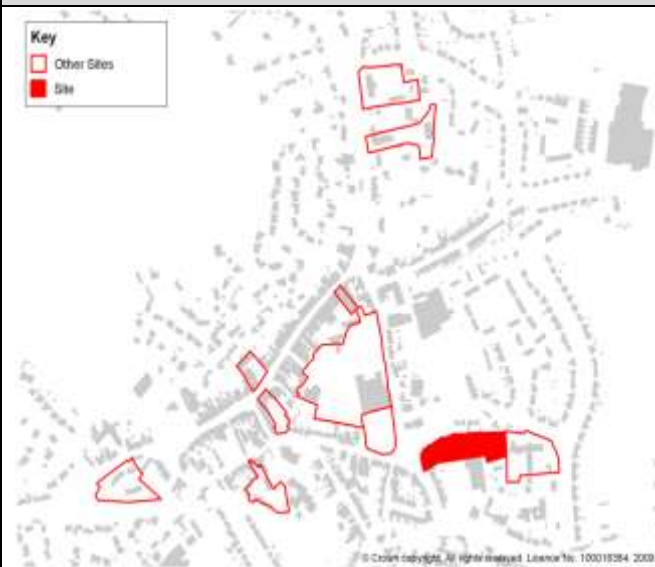 Key
Other Sites
Site
© Crown copyright. All rights reserved. Licence No: 100018384. 2009